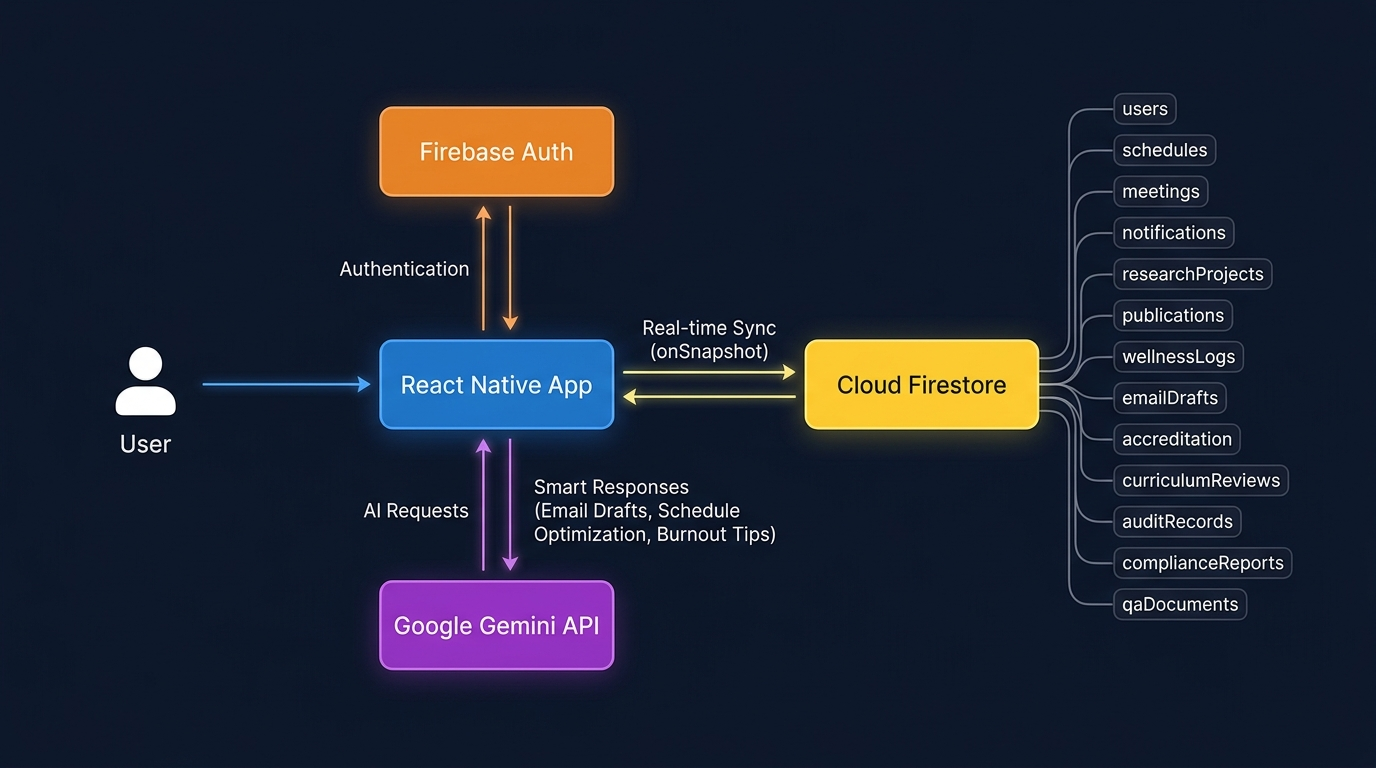 Firebase Auth
Authentication
User
React Native App
Real-time Sync
(onSnapshot)
Cloud Firestore
AI Requests
Smart Responses
(Email Drafts, Schedule
Optimization, Burnout Tips)
Google Gemini API
users
schedules
meetings
notifications
researchProjects
publications
wellnessLogs
emailDrafts
accreditation
curriculumReviews
auditRecords
complianceReports
qaDocuments